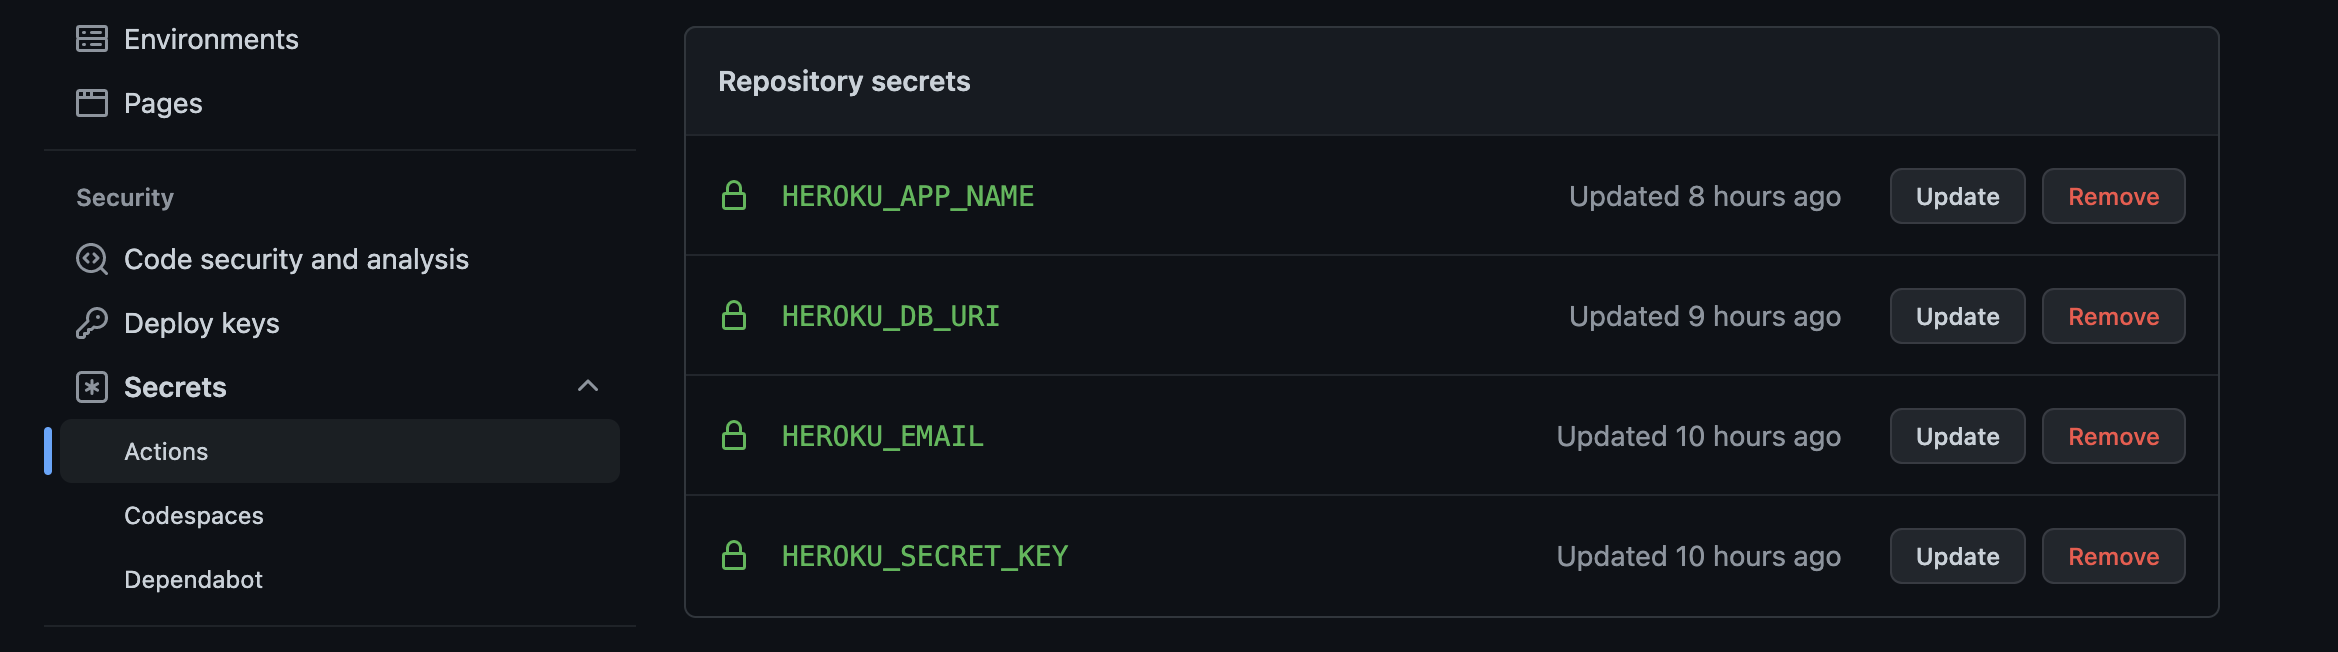 Environments
Pages
Security
Code security and analysis
Deploy keys
Secrets
Actions
Codespaces
Dependabot
Repository secrets
HEROKU_APP_NAME Updated 8 hours ago Update Remove
HEROKU_DB_URI Updated 9 hours ago Update Remove
HEROKU_EMAIL Updated 10 hours ago Update Remove
HEROKU_SECRET_KEY Updated 10 hours ago Update Remove